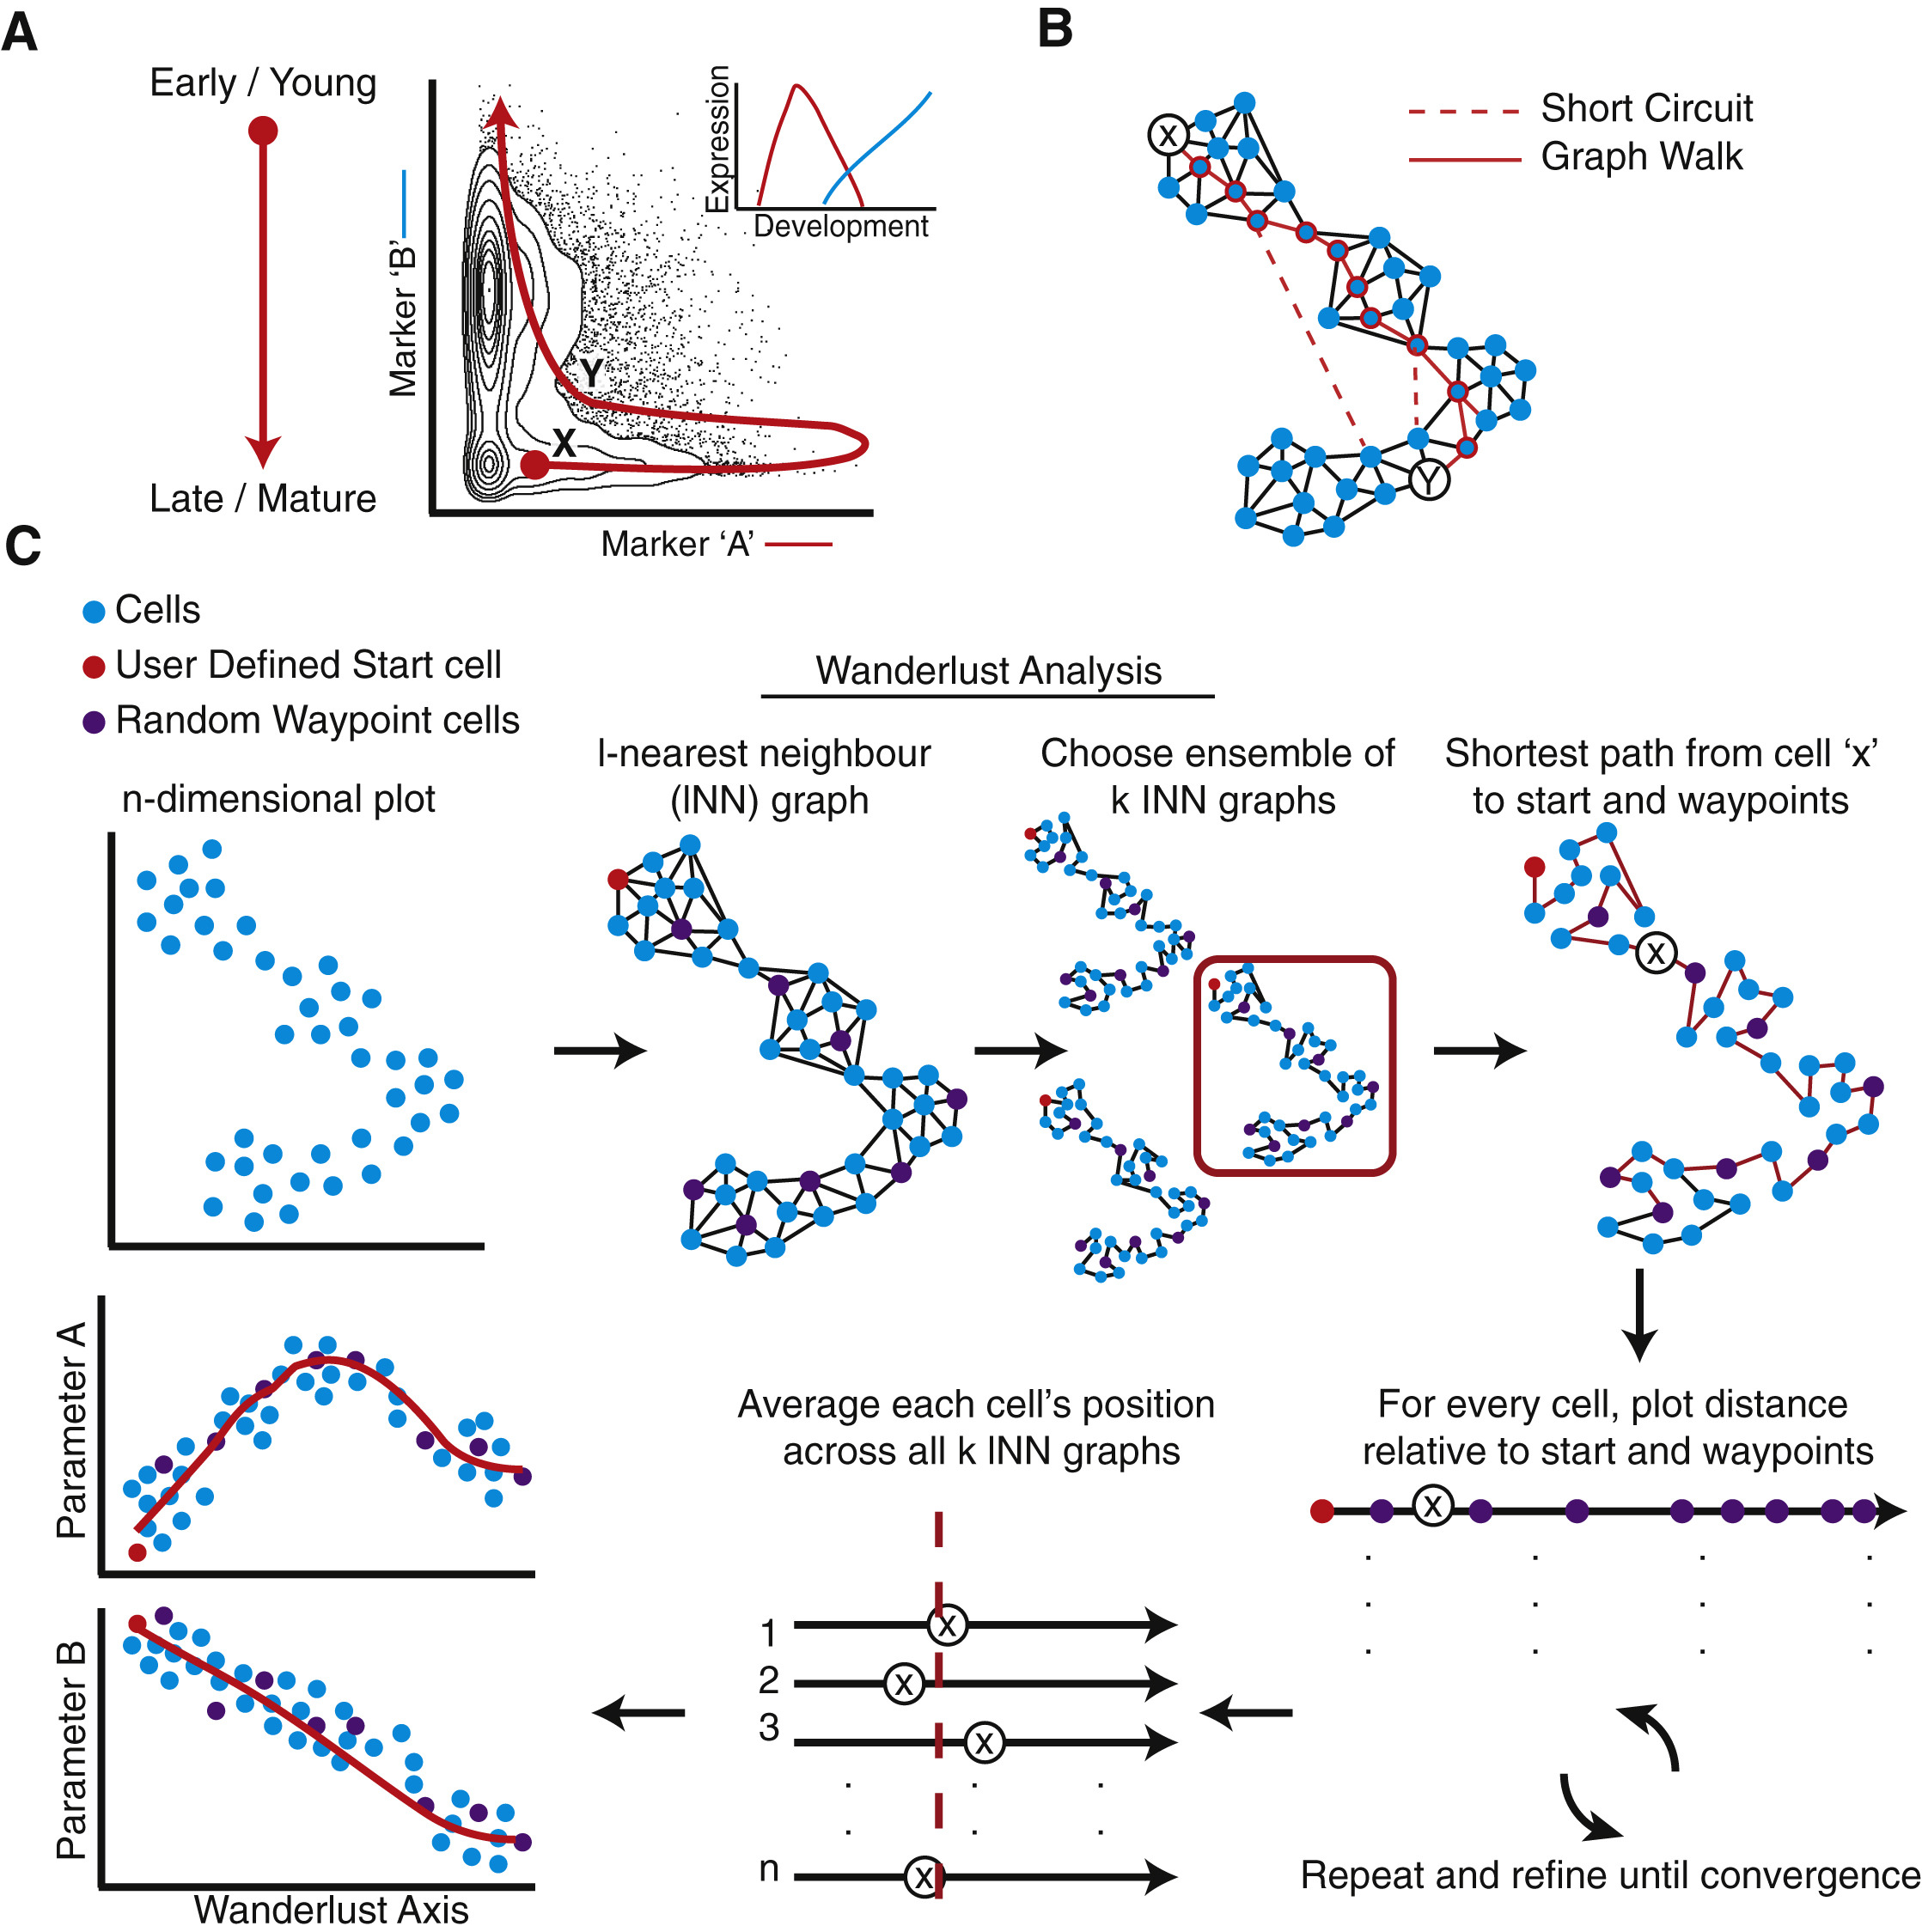 A
Early / Young
Late / Mature
Marker ‘B’
Marker ‘A’
Y
X
Expression
Development
B
X
Y
Short Circuit
Graph Walk
C
Cells
User Defined Start cell
Random Waypoint cells
Wanderlust Analysis
n-dimensional plot
l-nearest neighbour
(lNN) graph
Choose ensemble of
k lNN graphs
Shortest path from cell ‘x’
to start and waypoints
X
For every cell, plot distance
relative to start and waypoints
X
Repeat and refine until convergence
Average each cell’s position
across all k lNN graphs
1
X
2
X
3
X
n
X
Parameter A
Parameter B
Wanderlust Axis